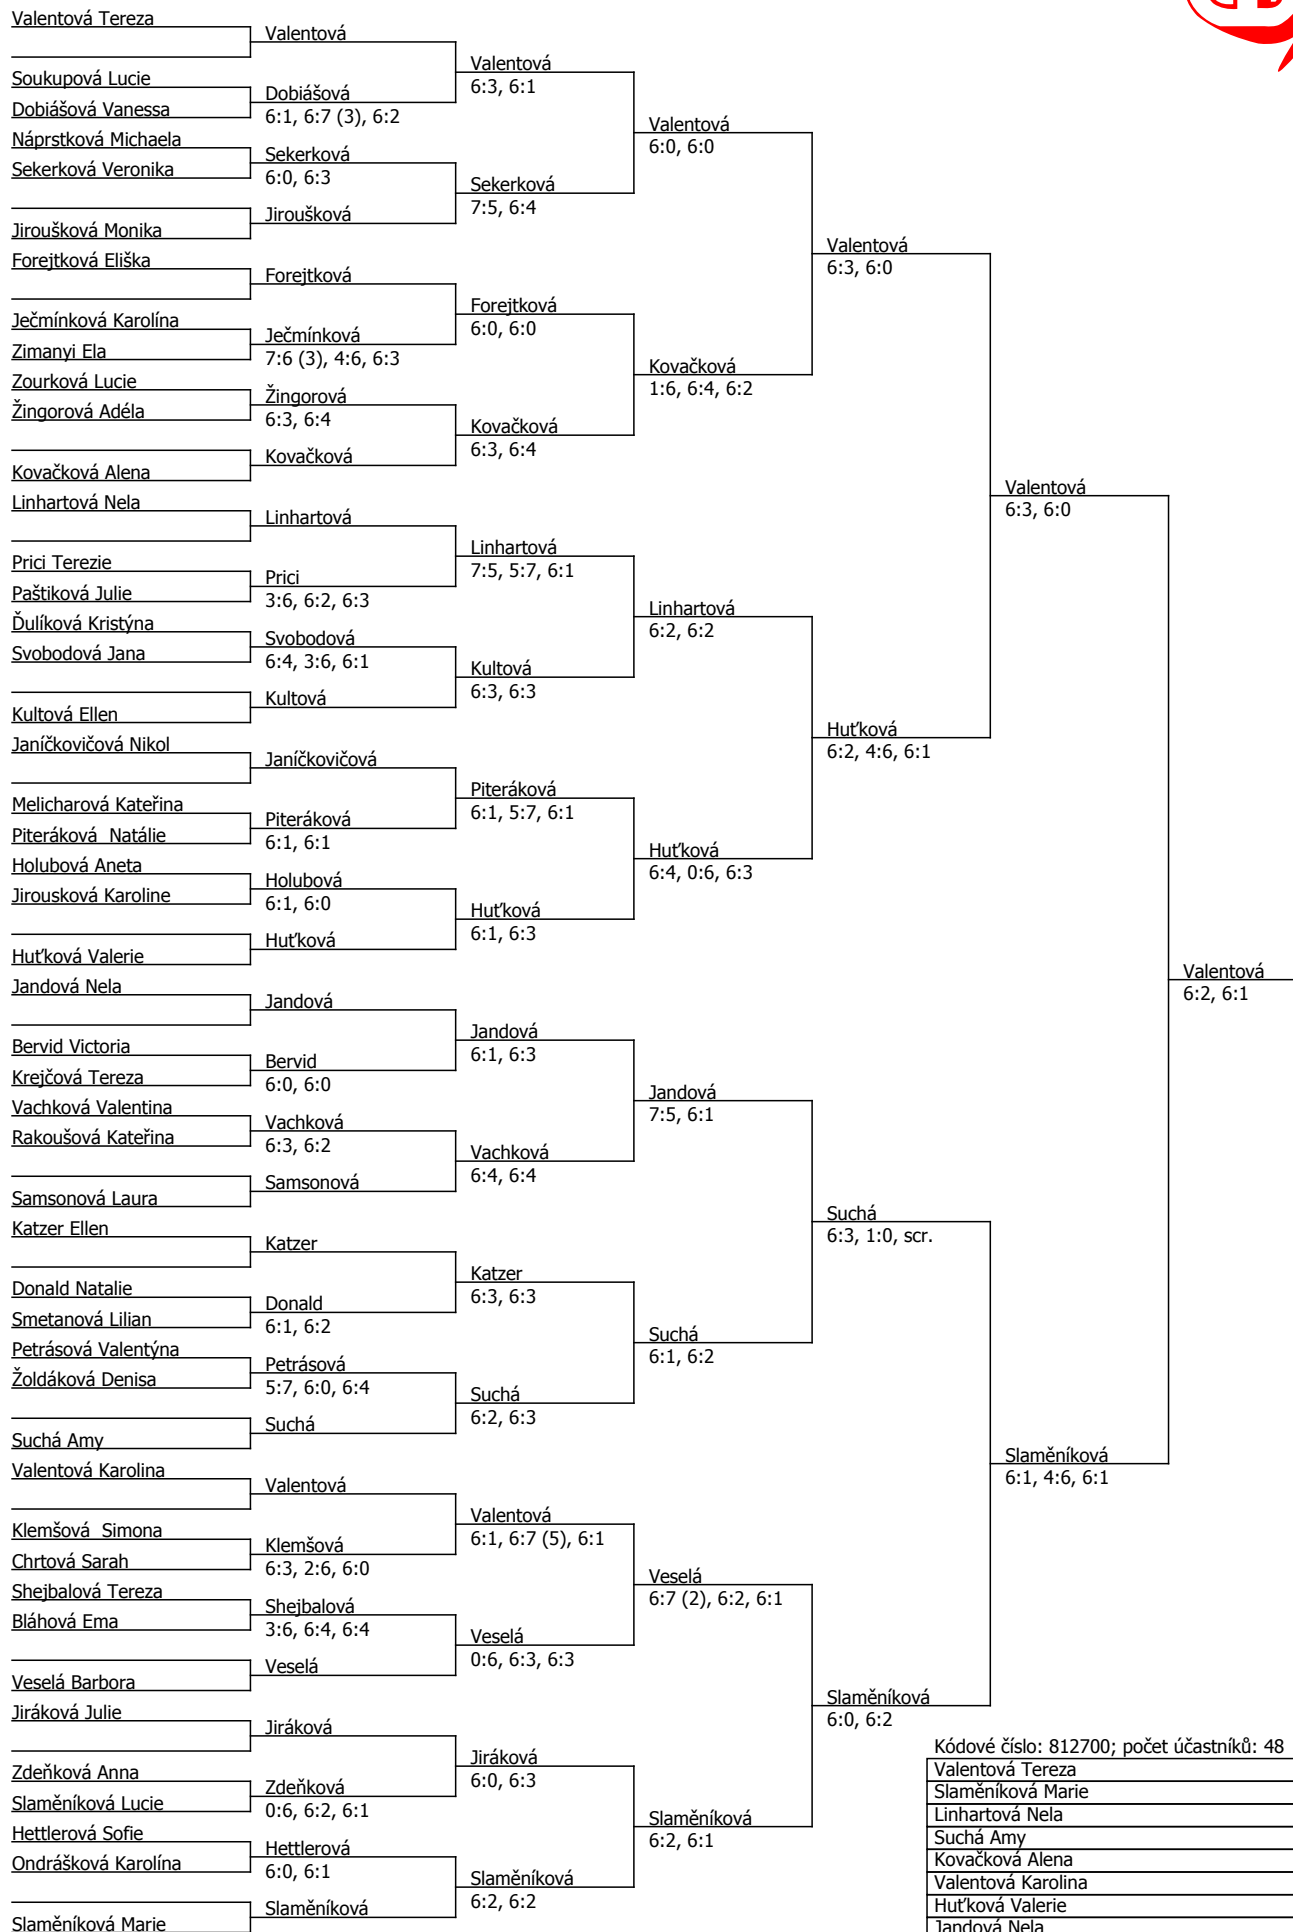 Valentová Tereza
Soukupová Lucie
Dobiášová Vanessa
Náprstková Michaela
Sekerková Veronika
Jiroušková Monika
Forejtková Eliška
Ječmínková Karolína
Zimanyi Ela
Zourková Lucie
Žingorová Adéla
Kovačková Alena
Linhartová Nela
Prici Terezie
Paštiková Julie
Ďulíková Kristýna
Svobodová Jana
Kultová Ellen
Janíčkovičová Nikol
Melicharová Kateřina
Piteráková  Natálie
Holubová Aneta
Jirousková Karoline
Huťková Valerie
Jandová Nela
Bervid Victoria
Krejčová Tereza
Vachková Valentina
Rakoušová Kateřina
Samsonová Laura
Katzer Ellen
Donald Natalie
Smetanová Lilian
Petrásová Valentýna
Žoldáková Denisa
Suchá Amy
Valentová Karolina
Klemšová  Simona
Chrtová Sarah
Shejbalová Tereza
Bláhová Ema
Veselá Barbora
Jiráková Julie
Zdeňková Anna
Slaměníková Lucie
Hettlerová Sofie
Ondrášková Karolína
Slaměníková Marie
Valentová
Dobiášová
6:1, 6:7 (3), 6:2
Sekerková
6:0, 6:3
Jiroušková
Forejtková
Ječmínková
7:6 (3), 4:6, 6:3
Žingorová
6:3, 6:4
Kovačková
Linhartová
Prici
3:6, 6:2, 6:3
Svobodová
6:4, 3:6, 6:1
Kultová
Janíčkovičová
Piteráková
6:1, 6:1
Holubová
6:1, 6:0
Huťková
Jandová
Bervid
6:0, 6:0
Vachková
6:3, 6:2
Samsonová
Katzer
Donald
6:1, 6:2
Petrásová
5:7, 6:0, 6:4
Suchá
Valentová
Klemšová
6:3, 2:6, 6:0
Shejbalová
3:6, 6:4, 6:4
Veselá
Jiráková
Zdeňková
0:6, 6:2, 6:1
Hettlerová
6:0, 6:1
Slaměníková
Valentová
6:3, 6:1
Sekerková
7:5, 6:4
Forejtková
6:0, 6:0
Kovačková
6:3, 6:4
Linhartová
7:5, 5:7, 6:1
Kultová
6:3, 6:3
Piteráková
6:1, 5:7, 6:1
Huťková
6:1, 6:3
Jandová
6:1, 6:3
Vachková
6:4, 6:4
Katzer
6:3, 6:3
Suchá
6:2, 6:3
Valentová
6:1, 6:7 (5), 6:1
Veselá
0:6, 6:3, 6:3
Jiráková
6:0, 6:3
Slaměníková
6:2, 6:2
Valentová
6:0, 6:0
Kovačková
1:6, 6:4, 6:2
Linhartová
6:2, 6:2
Huťková
6:4, 0:6, 6:3
Jandová
7:5, 6:1
Suchá
6:1, 6:2
Veselá
6:7 (2), 6:2, 6:1
Slaměníková
6:2, 6:1
Valentová
6:3, 6:0
Huťková
6:2, 4:6, 6:1
Suchá
6:3, 1:0, scr.
Slaměníková
6:0, 6:2
Valentová
6:3, 6:0
Slaměníková
6:1, 4:6, 6:1
Valentová
6:2, 6:1
Kódové číslo: 812700; počet účastníků: 48
Valentová Tereza
Slaměníková Marie
Linhartová Nela
Suchá Amy
Kovačková Alena
Valentová Karolina
Huťková Valerie
Jandová Nela